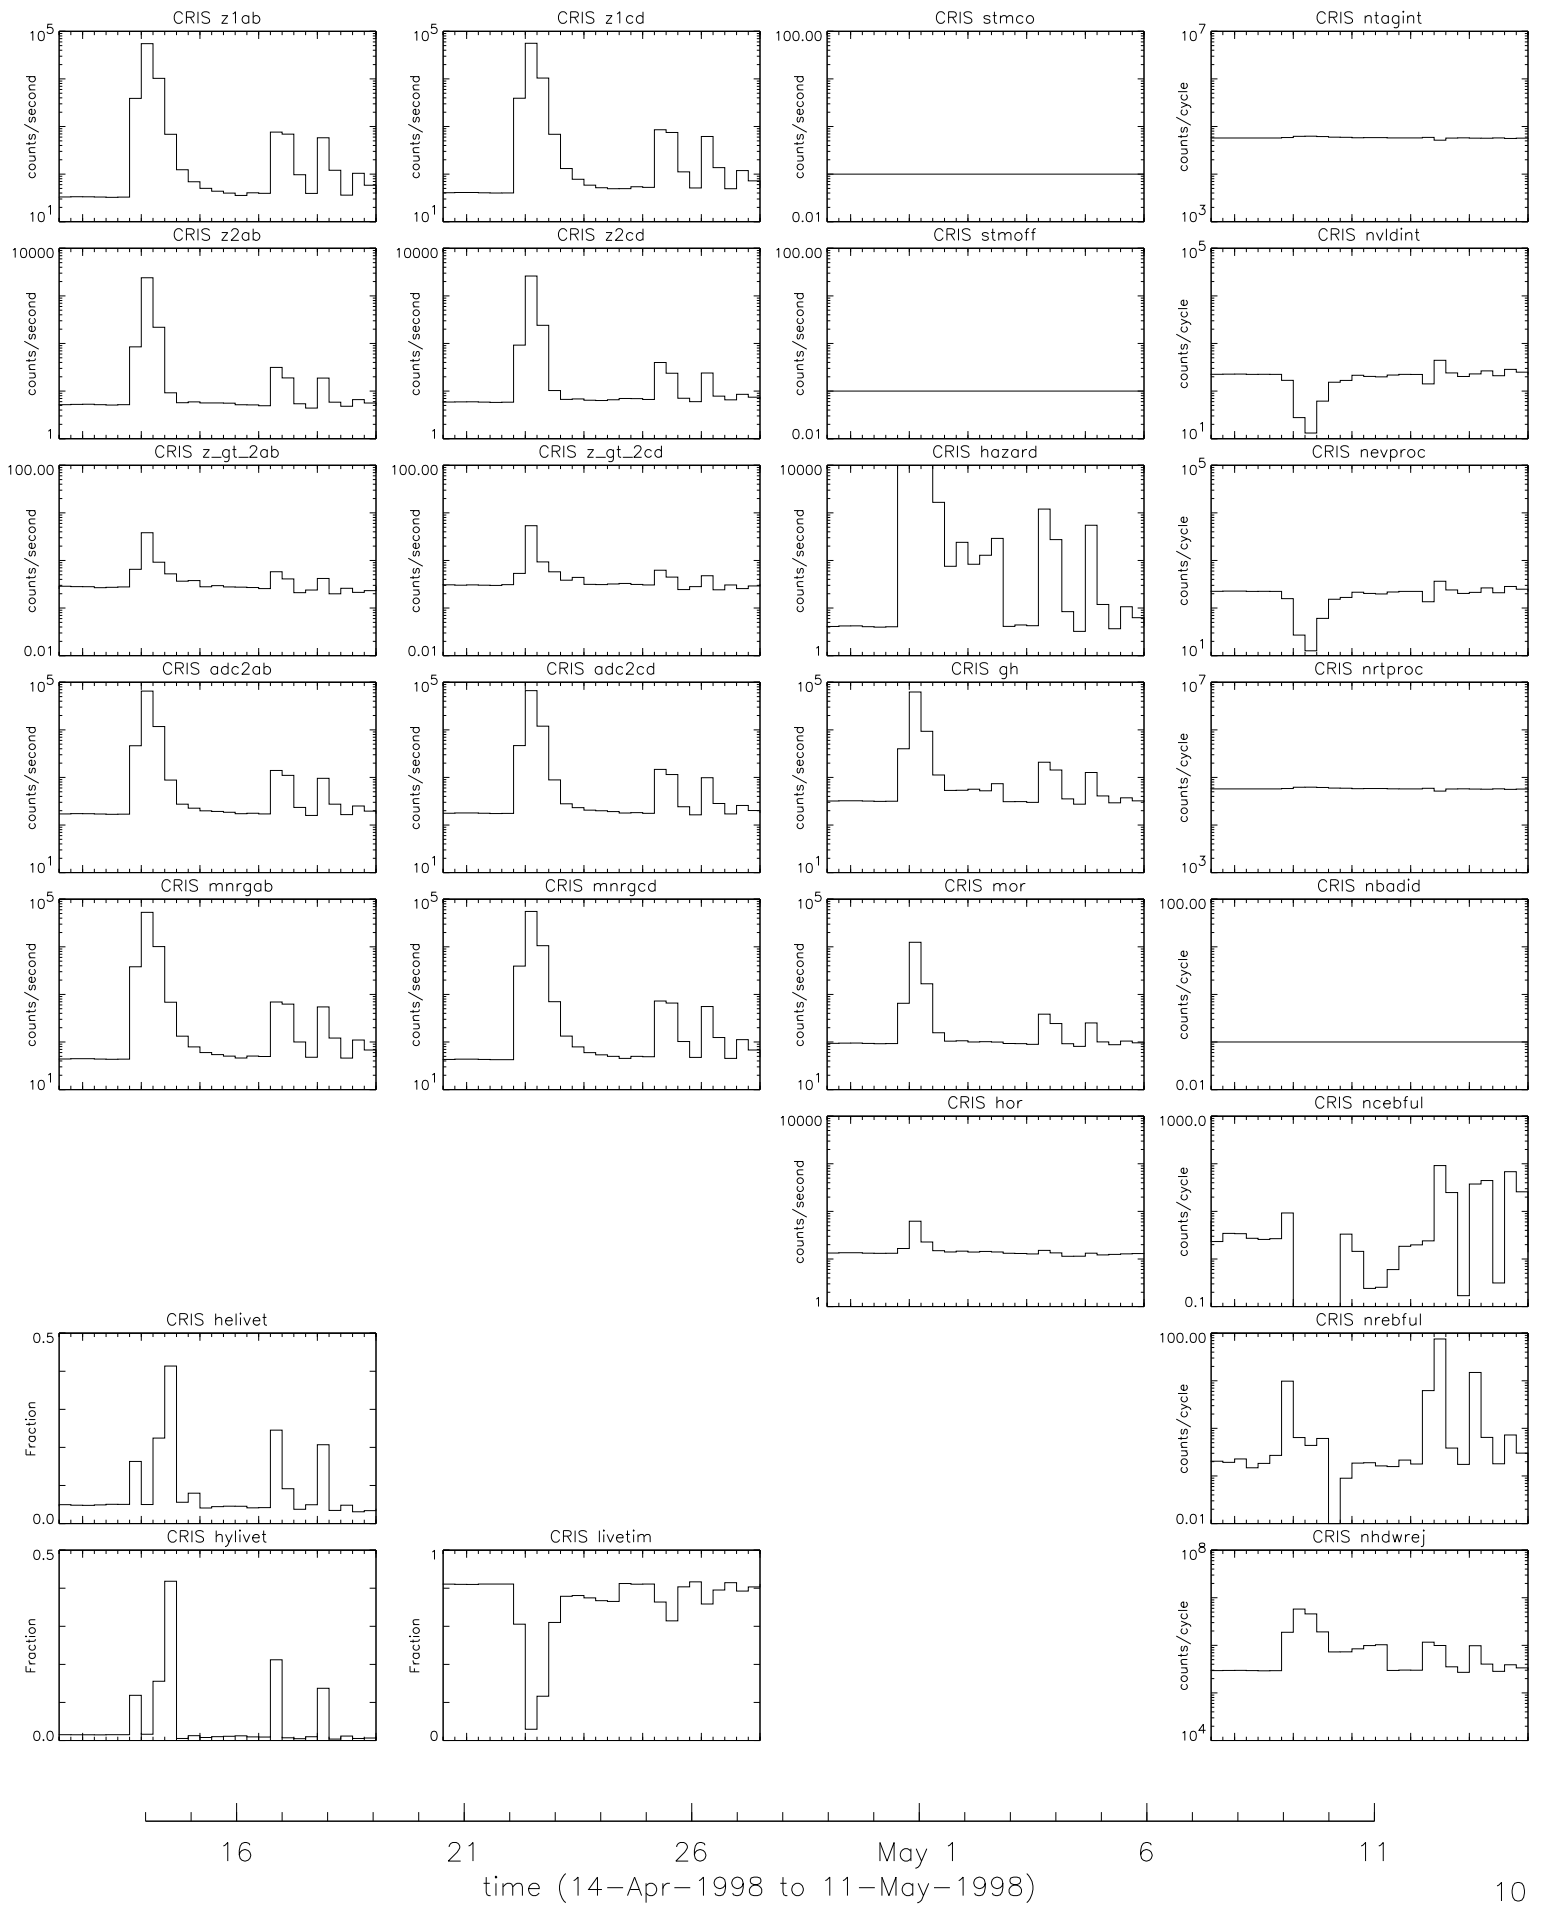 CRIS z1ab
CRIS z1cd
CRIS stmco
CRIS ntagint
10^5
counts/second
10^1
10^5
counts/second
10^1
100.00
counts/second
0.01
10^7
counts/cycle
10^3
CRIS z2ab
CRIS z2cd
CRIS stmoff
CRIS nvldint
10000
counts/second
1
10000
counts/second
1
100.00
counts/second
0.01
10^5
counts/cycle
10^1
CRIS z_gt_2ab
CRIS z_gt_2cd
CRIS hazard
CRIS nevproc
100.00
counts/second
0.01
100.00
counts/second
0.01
10000
counts/second
1
10^5
counts/cycle
10^1
CRIS adc2ab
CRIS adc2cd
CRIS gh
CRIS nrtproc
10^5
counts/second
10^1
10^5
counts/second
10^1
10^5
counts/second
10^1
10^7
counts/cycle
10^3
CRIS mnrgab
CRIS mnrgcd
CRIS mor
CRIS nbadid
10^5
counts/second
10^1
10^5
counts/second
10^1
10^5
counts/second
10^1
100.00
counts/cycle
0.01
CRIS hor
CRIS ncebful
10000
counts/second
1
1000.0
counts/cycle
0.1
CRIS helivet
CRIS nrebful
0.5
Fraction
0.0
100.00
counts/cycle
0.01
CRIS hylivet
CRIS livetim
CRIS nhdwrej
0.5
Fraction
0.0
1
Fraction
0
10^8
counts/cycle
10^4
16 21 26 May 1 6 11
time (14-Apr-1998 to 11-May-1998)
10